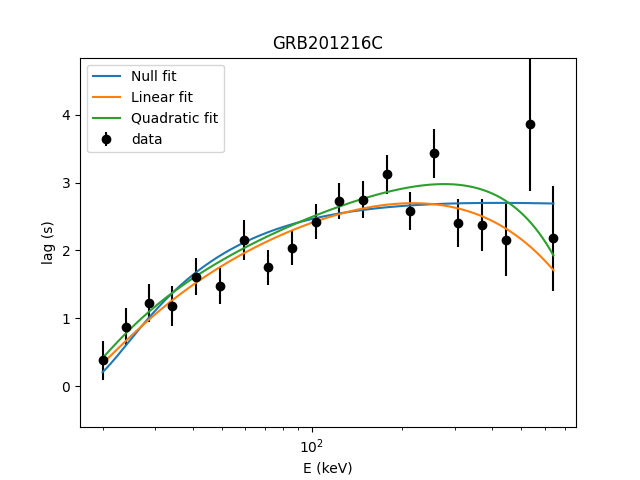 GRB201216C
Null fit
Linear fit
Quadratic fit
data
lag (s)
4
3
2
1
0
10²
E (keV)